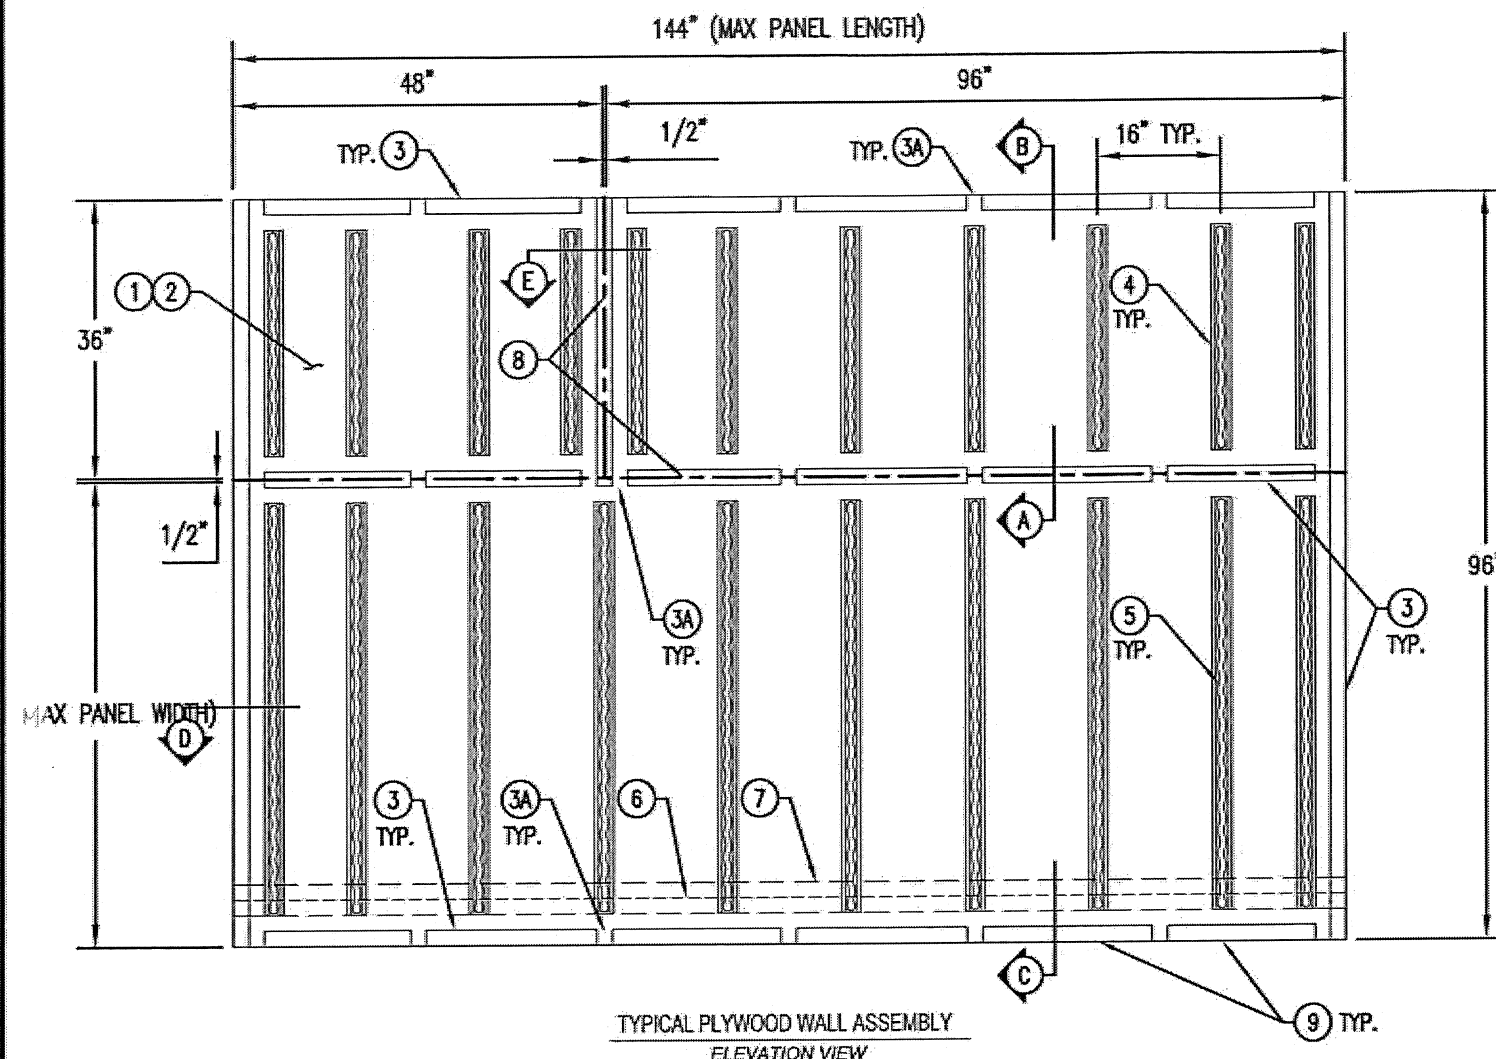 144" (MAX PANEL LENGTH)
48"
96"
1/2"
16" TYP.
TYP. 3
TYP. 3A
B
E
1 2
4
TYP.
36"
8
1/2"
A
96"
3A
TYP.
5
TYP.
3
TYP.
MAX PANEL WIDTH)
D
3
TYP.
3A
TYP.
6
7
C
9 TYP.
TYPICAL PLYWOOD WALL ASSEMBLY
ELEVATION VIEW